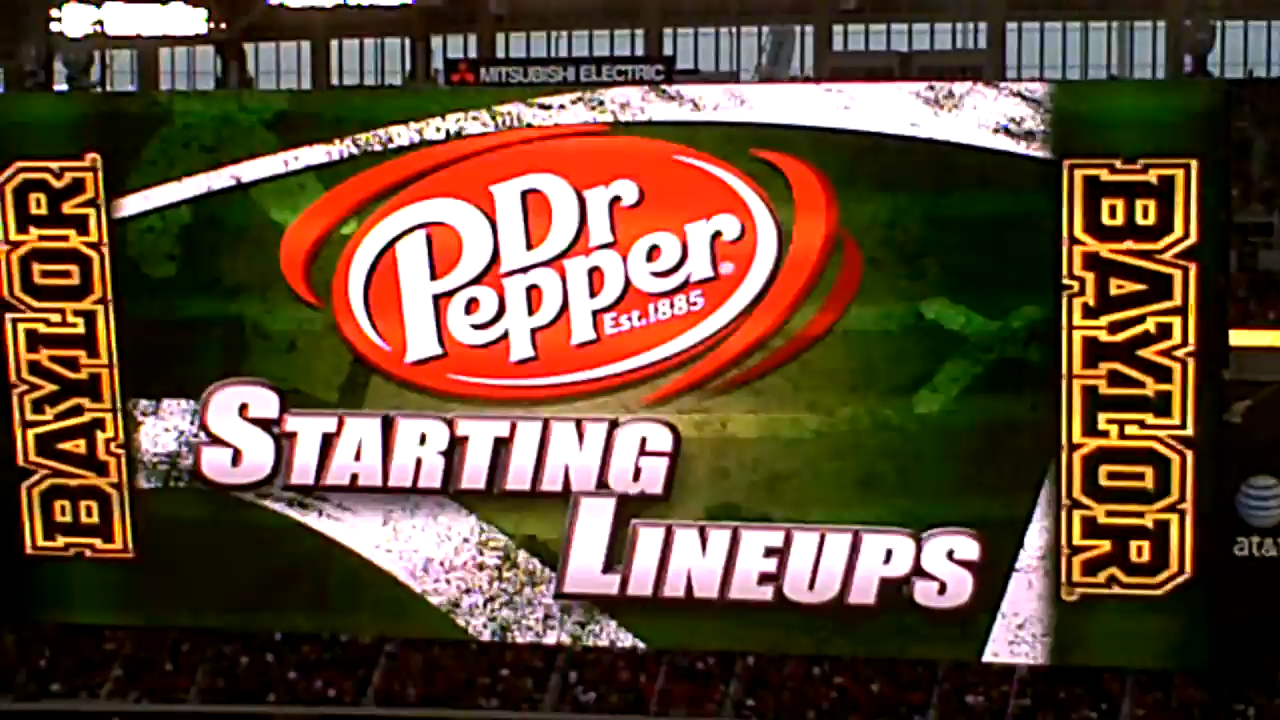 MITSUBISHI ELECTRIC
BAYLOR
Dr
Pepper
Est.1885
STARTING
LINEUPS
BAYLOR
at&t